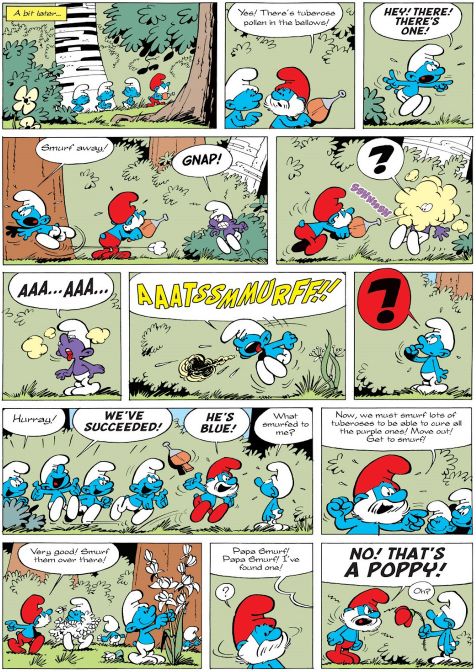 A bit later...
Yes! There's tuberose
pollen in the bellows!
HEY! THERE!
THERE'S
ONE!
Smurf away!
GNAP!
?
AAA...AAA...
AAATSSMMURFF!!
?
Hurray!
WE'VE
SUCCEEDED!
HE'S
BLUE!
What
smurfed to
me?
Now, we must smurf lots of
tuberoses to be able to cure all
the purple ones! Move out!
Get to smurf!
Very good! Smurf
them over there!
Papa Smurf!
Papa Smurf! I've
found one!
?
NO! THAT'S
A POPPY!
Oh?